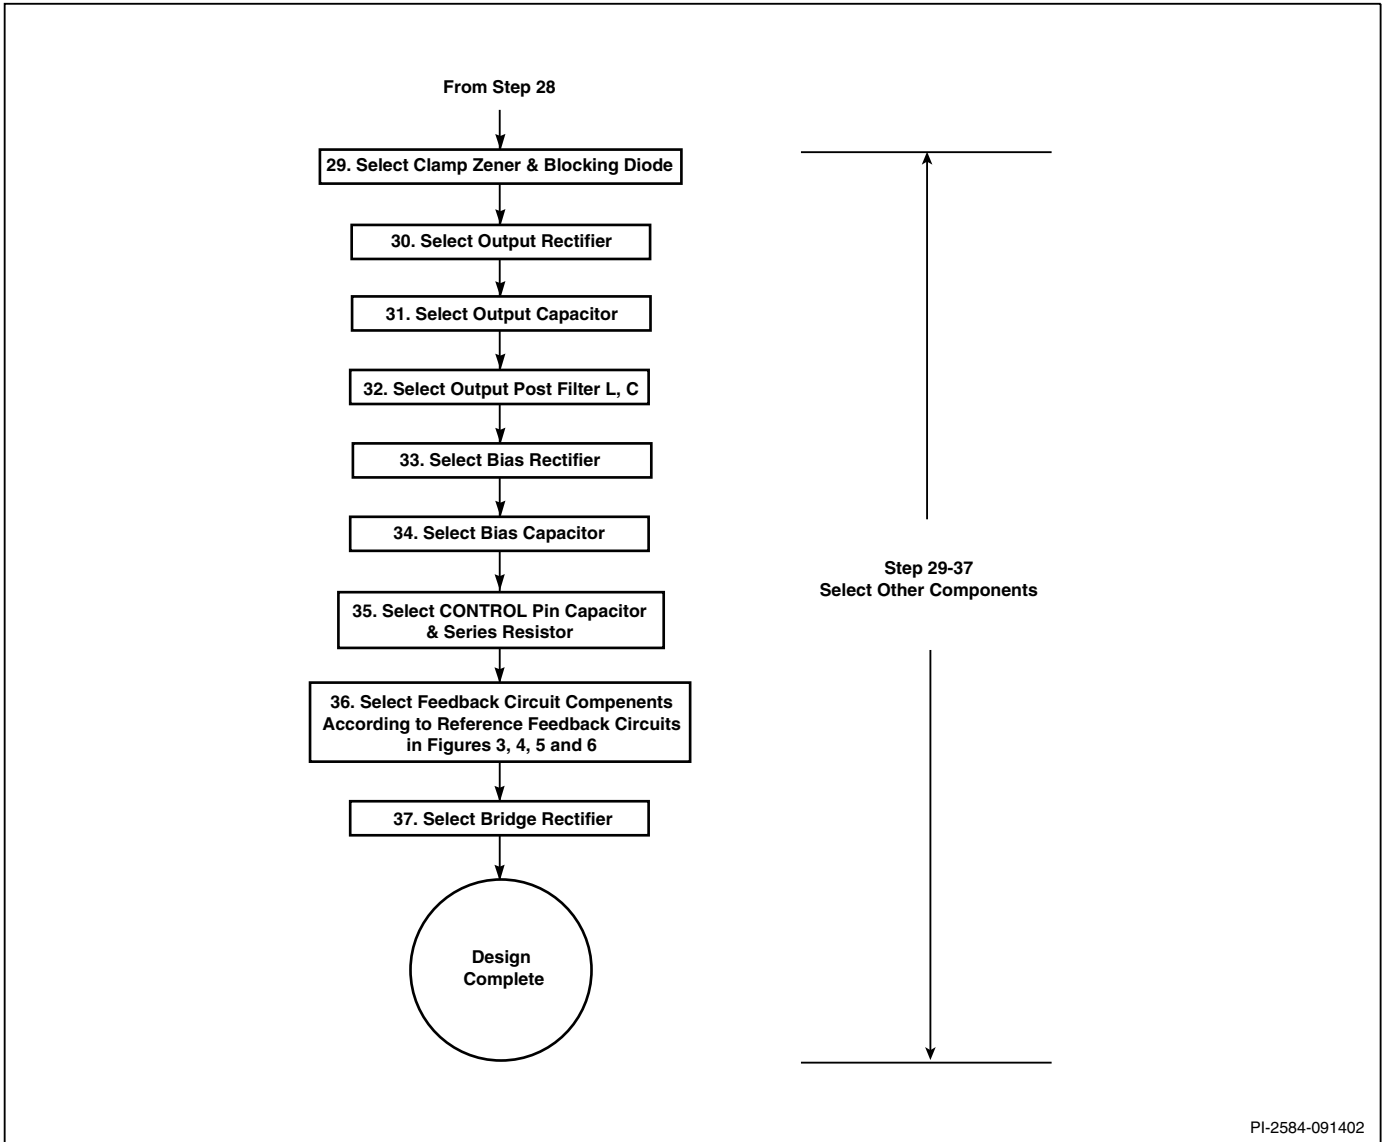 From Step 28
29. Select Clamp Zener & Blocking Diode
30. Select Output Rectifier
31. Select Output Capacitor
32. Select Output Post Filter L, C
33. Select Bias Rectifier
34. Select Bias Capacitor
35. Select CONTROL Pin Capacitor
& Series Resistor
36. Select Feedback Circuit Compenents
According to Reference Feedback Circuits
in Figures 3, 4, 5 and 6
37. Select Bridge Rectifier
Design
Complete
Step 29-37
Select Other Components
PI-2584-091402